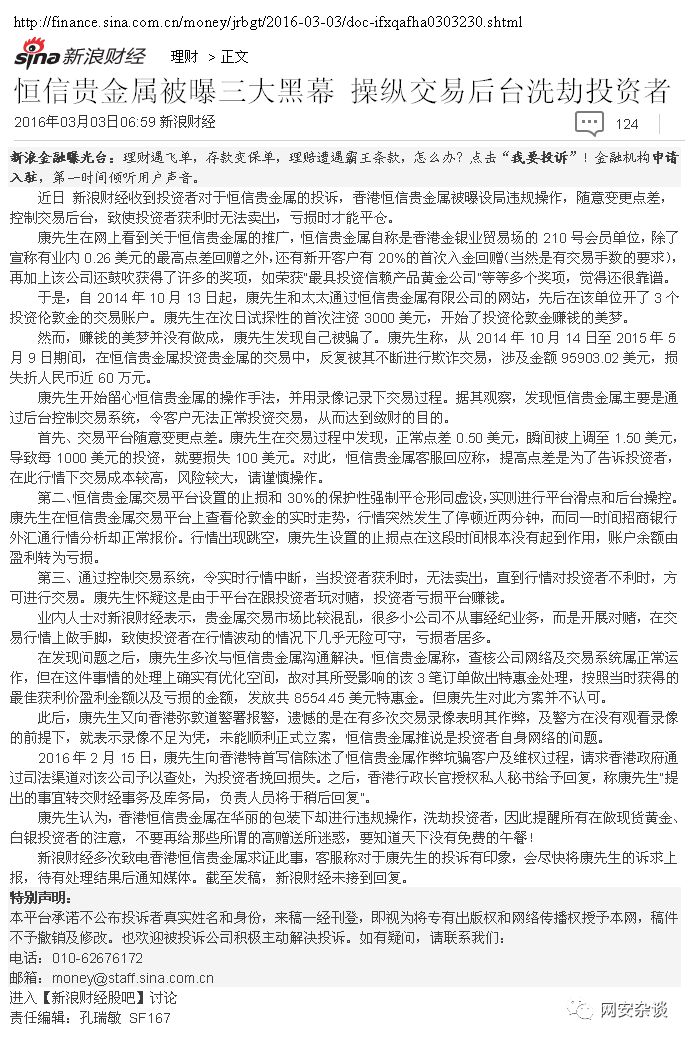 http://finance.sina.com.cn/money/jrbgt/2016-03-03/doc-ifxqafha0303230.shtml
sina 新浪财经 理财 > 正文
恒信贵金属被曝三大黑幕 操纵交易后台洗劫投资者
2016年03月03日06:59 新浪财经 124
新浪金融曝光台：理财遇飞单，存款变保单，理赔遭遇霸王条款，怎么办？点击“我要投诉”！金融机构申请
入驻，第一时间倾听用户声音。
近日 新浪财经收到投资者对于恒信贵金属的投诉，香港恒信贵金属被曝设局违规操作，随意变更点差，
控制交易后台，致使投资者获利时无法卖出，亏损时才能平仓。
康先生在网上看到关于恒信贵金属的推广，恒信贵金属自称是香港金银业贸易场的 210 号会员单位，除了
宣称有业内 0.26 美元的最高点差回赠之外，还有新开客户有 20%的首次入金回赠(当然是有交易手数的要求)，
再加上该公司还鼓吹获得了许多的奖项，如荣获"最具投资信赖产品黄金公司"等等多个奖项，觉得还很靠谱。
于是，自 2014 年 10 月 13 日起，康先生和太太通过恒信贵金属有限公司的网站，先后在该单位开了 3 个
投资伦敦金的交易账户。康先生在次日试探性的首次注资 3000 美元，开始了投资伦敦金赚钱的美梦。
然而，赚钱的美梦并没有做成，康先生发现自己被骗了。康先生称，从 2014 年 10 月 14 日至 2015 年 5
月 9 日期间，在恒信贵金属投资贵金属的交易中，反复被其不断进行欺诈交易，涉及金额 95903.02 美元，损
失折人民币近 60 万元。
康先生开始留心恒信贵金属的操作手法，并用录像记录下交易过程。据其观察，发现恒信贵金属主要是通
过后台控制交易系统，令客户无法正常投资交易，从而达到敛财的目的。
首先、交易平台随意变更点差。康先生在交易过程中发现，正常点差 0.50 美元，瞬间被上调至 1.50 美元，
导致每 1000 美元的投资，就要损失 100 美元。对此，恒信贵金属客服回应称，提高点差是为了告诉投资者，
在此行情下交易成本较高，风险较大，请谨慎操作。
第二、恒信贵金属交易平台设置的止损和 30%的保护性强制平仓形同虚设，实则进行平台滑点和后台操控。
康先生在恒信贵金属交易平台上查看伦敦金的实时走势，行情突然发生了停顿近两分钟，而同一时间招商银行
外汇通行情分析却正常报价。行情出现跳空，康先生设置的止损点在这段时间根本没有起到作用，账户余额由
盈利转为亏损。
第三、通过控制交易系统，令实时行情中断，当投资者获利时，无法卖出，直到行情对投资者不利时，方
可进行交易。康先生怀疑这是由于平台在跟投资者玩对赌，投资者亏损平台赚钱。
业内人士对新浪财经表示，贵金属交易市场比较混乱，很多小公司不从事经纪业务，而是开展对赌，在交
易行情上做手脚，致使投资者在行情波动的情况下几乎无险可守，亏损者居多。
在发现问题之后，康先生多次与恒信贵金属沟通解决。恒信贵金属称，查核公司网络及交易系统属正常运
作，但在这件事情的处理上确实有优化空间，故对其所受影响的该 3 笔订单做出特惠金处理，按照当时获得的
最佳获利价盈利金额以及亏损的金额，发放共 8554.45 美元特惠金。但康先生对此方案并不认可。
此后，康先生又向香港弥敦道警署报警，遗憾的是在有多次交易录像表明其作弊，及警方在没有观看录像
的前提下，就表示录像不足为凭，未能顺利正式立案，恒信贵金属推说是投资者自身网络的问题。
2016 年 2 月 15 日，康先生向香港特首写信陈述了恒信贵金属作弊坑骗客户及维权过程，请求香港政府通
过司法渠道对该公司予以查处，为投资者挽回损失。之后，香港行政长官授权私人秘书给予回复，称康先生"提
出的事宜转交财经事务及库务局，负责人员将于稍后回复"。
康先生认为，香港恒信贵金属在华丽的包装下却进行违规操作，洗劫投资者，因此提醒所有在做现货黄金、
白银投资者的注意，不要再给那些所谓的高赠送所迷惑，要知道天下没有免费的午餐！
新浪财经多次致电香港恒信贵金属求证此事，客服称对于康先生的投诉有印象，会尽快将康先生的诉求上
报，待有处理结果后通知媒体。截至发稿，新浪财经未接到回复。
特别声明：
本平台承诺不公布投诉者真实姓名和身份，来稿一经刊登，即视为将专有出版权和网络传播权授予本网，稿件
不予撤销及修改。也欢迎被投诉公司积极主动解决投诉。如有疑问，请联系我们：
电话：010-62676172
邮箱：money@staff.sina.com.cn
进入【新浪财经股吧】讨论
责任编辑：孔瑞敏 SF167
网安杂谈